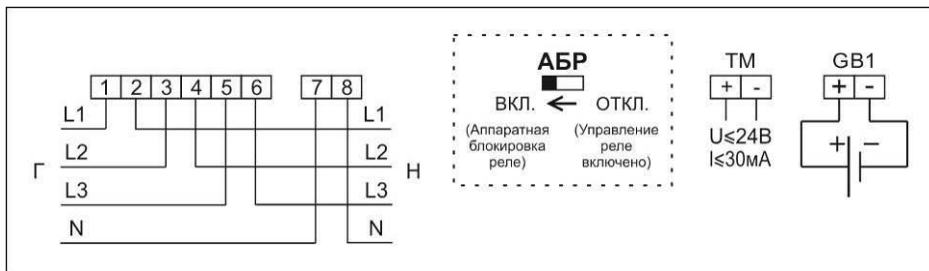 1 2 3 4 5 6 7 8
L1 L1
L2 L2
Г Н
L3 L3
N N
АБР
ВКЛ. ОТКЛ.
(Аппаратная блокировка реле)
(Управление реле включено)
ТМ
+ -
U≤24В
I≤30мА
GB1
+ -
+ −